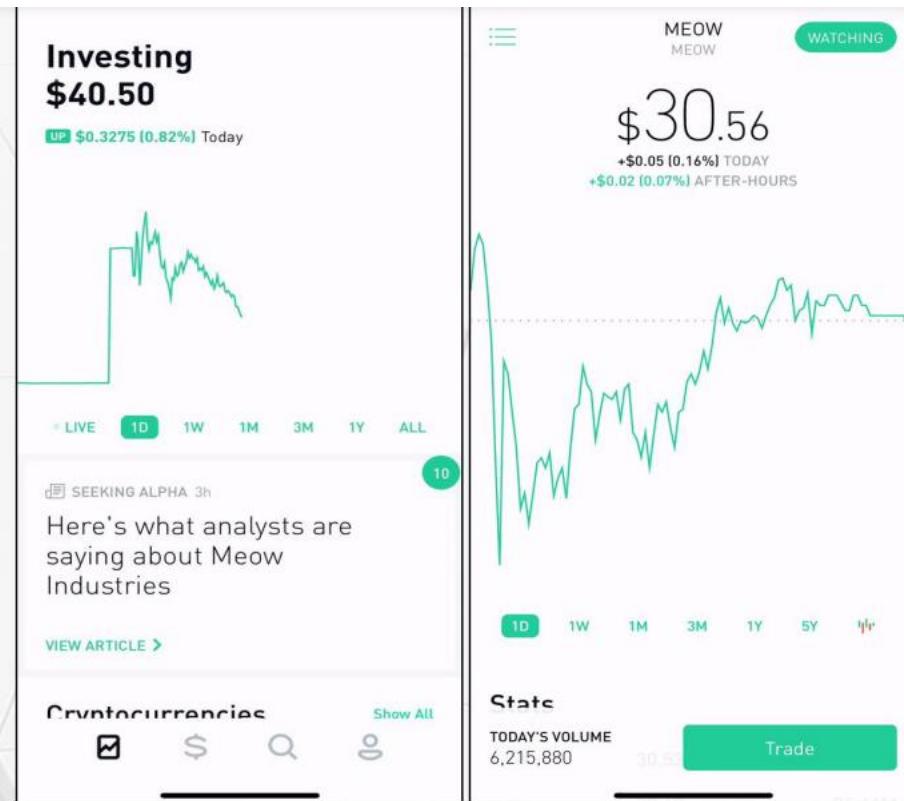 Investing
$40.50
UP $0.3275 (0.82%) Today
LIVE 1D 1W 1M 3M 1Y ALL
10
SEEKING ALPHA 3h
Here's what analysts are
saying about Meow
Industries
VIEW ARTICLE >
Cryptocurrencies Show All
MEOW
MEOW
WATCHING
$30.56
+$0.05 (0.16%) TODAY
+$0.02 (0.07%) AFTER-HOURS
1D 1W 1M 3M 1Y 5Y
Stats
TODAY'S VOLUME
6,215,880
Trade